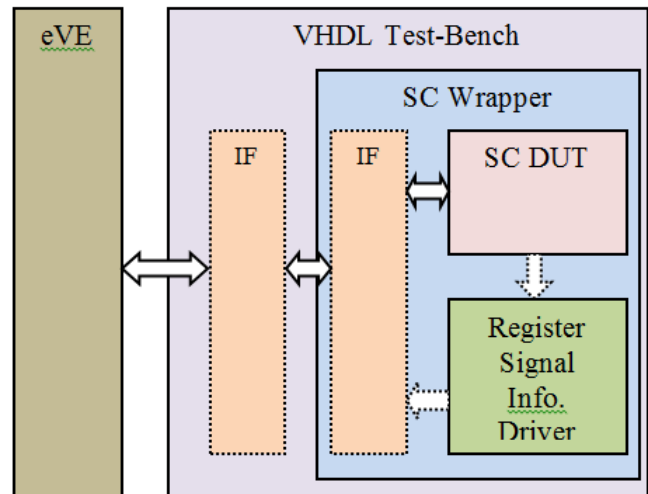 eVE
VHDL Test-Bench
SC Wrapper
IF
IF
SC DUT
Register
Signal
Info.
Driver